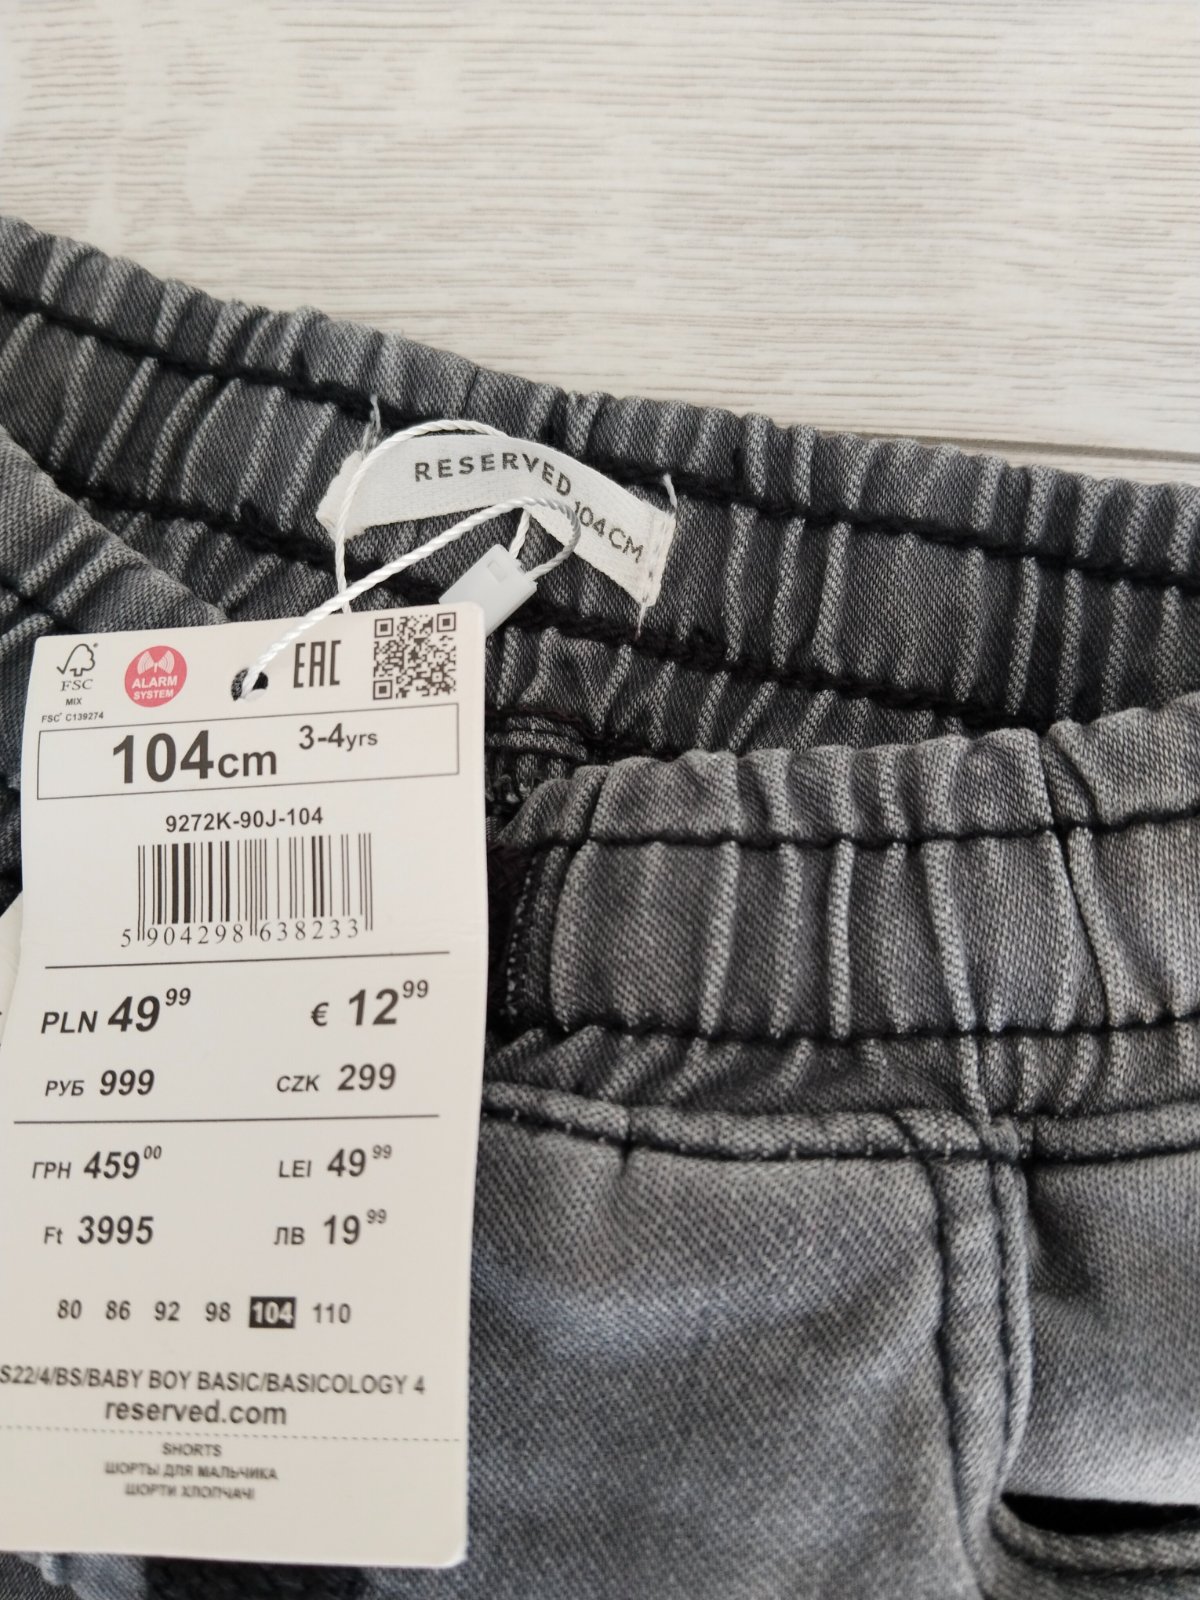 RESERVED 104 CM
FSC
MIX
FSC® C139274
ALARM
SYSTEM
EAC
104cm 3-4yrs
9272K-90J-104
5 904298 638233
PLN 49 99 € 12 99
РУБ 999 CZK 299
ГРН 459 00 LEI 49 99
Ft 3995 ЛВ 19 99
80 86 92 98 104 110
S22/4/BS/BABY BOY BASIC/BASICOLOGY 4
reserved.com
SHORTS
ШОРТЫ ДЛЯ МАЛЬЧИКА
ШОРТИ ХЛОПЧАЧІ